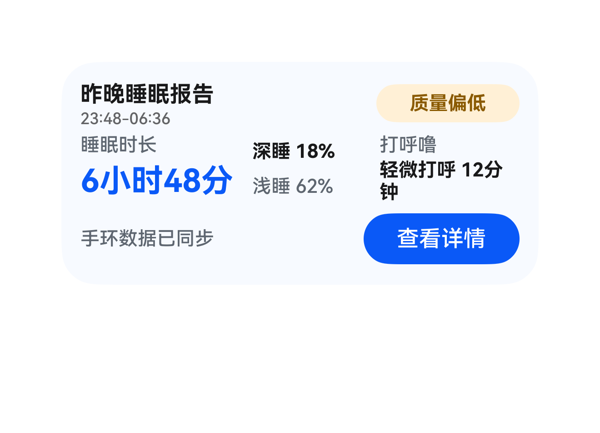 昨晚睡眠报告
质量偏低
23:48-06:36
睡眠时长
6小时48分
深睡 18%
浅睡 62%
打呼噜
轻微打呼 12分
钟
手环数据已同步
查看详情